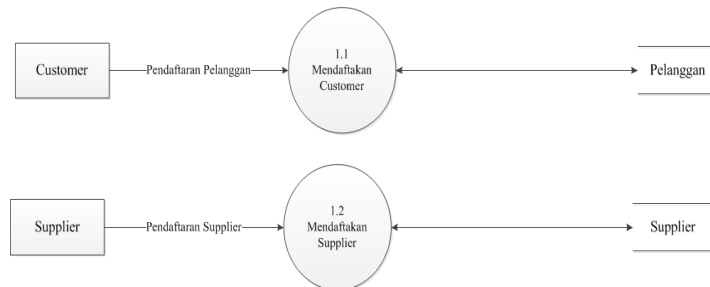 Customer
Pendaftaran Pelanggan
1.1
Mendaftakan
Customer
Pelanggan
Supplier
Pendaftaran Supplier
1.2
Mendaftakan
Supplier
Supplier